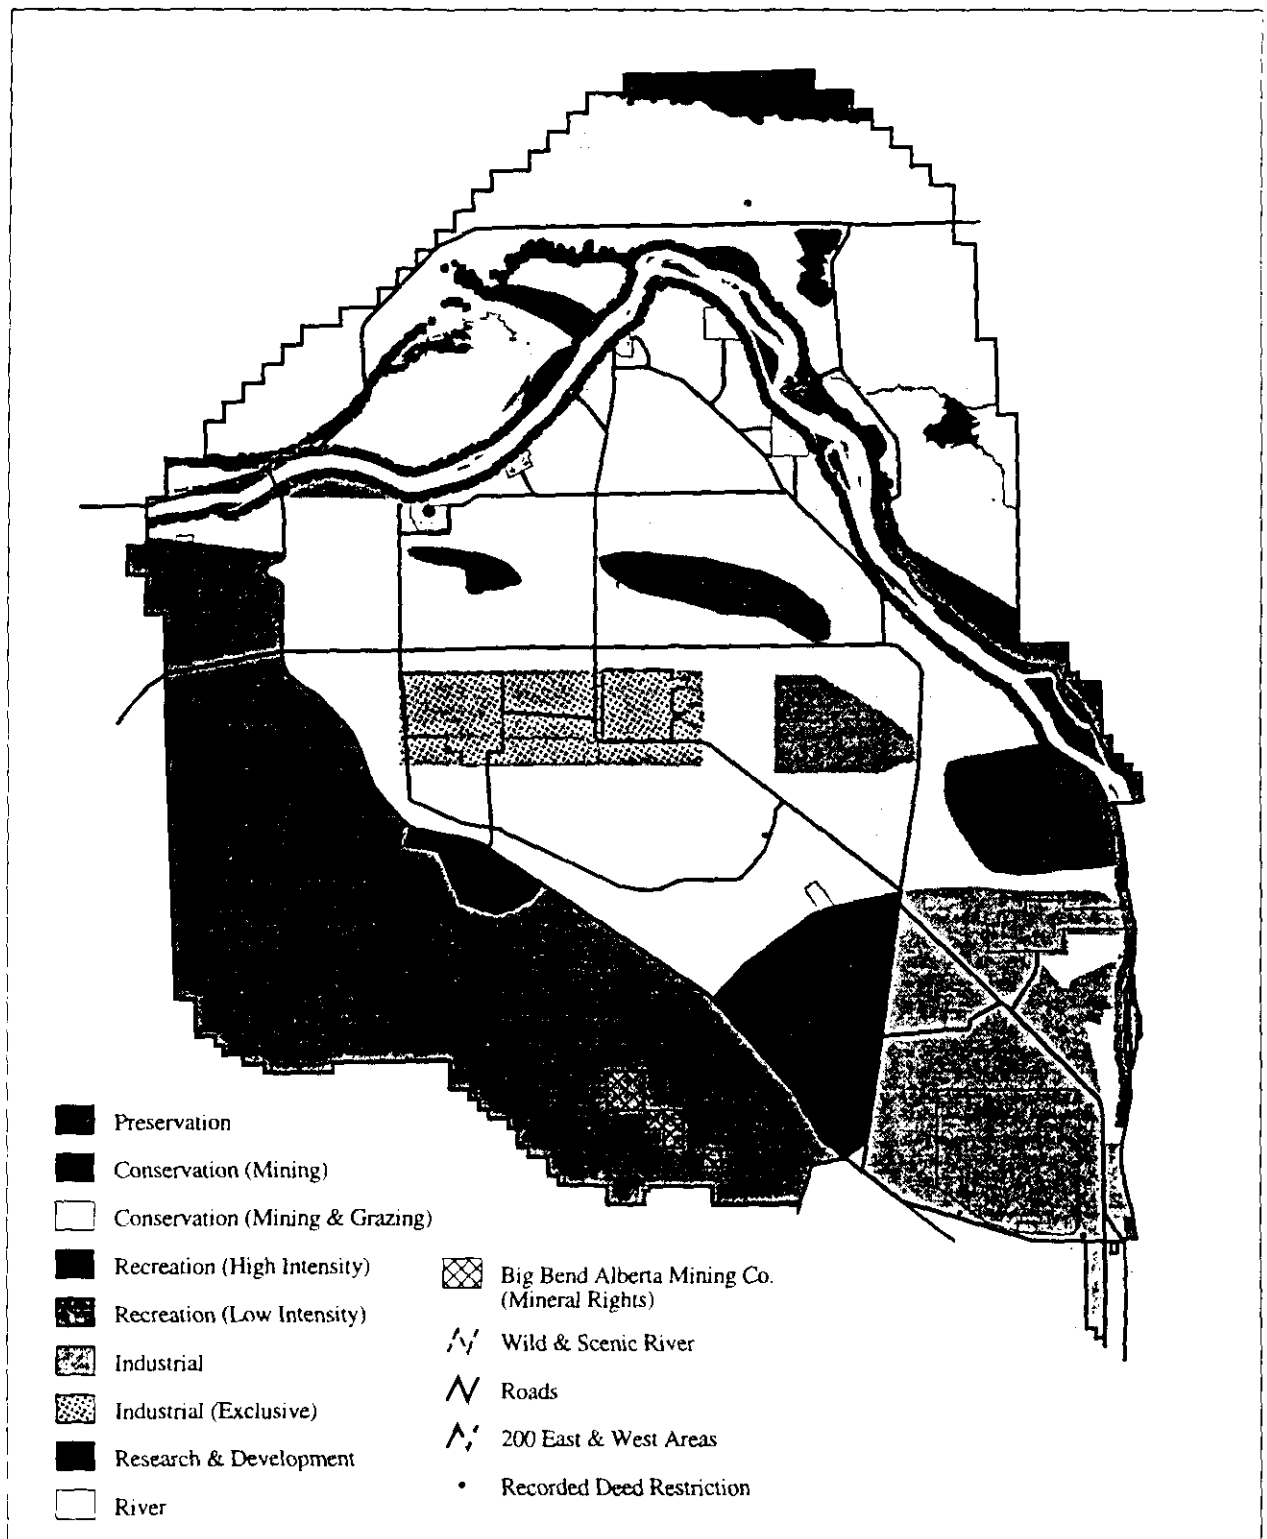 Preservation
Conservation (Mining)
Conservation (Mining & Grazing)
Recreation (High Intensity)
Recreation (Low Intensity)
Industrial
Industrial (Exclusive)
Research & Development
River
Big Bend Alberta Mining Co.
(Mineral Rights)
Wild & Scenic River
Roads
200 East & West Areas
Recorded Deed Restriction